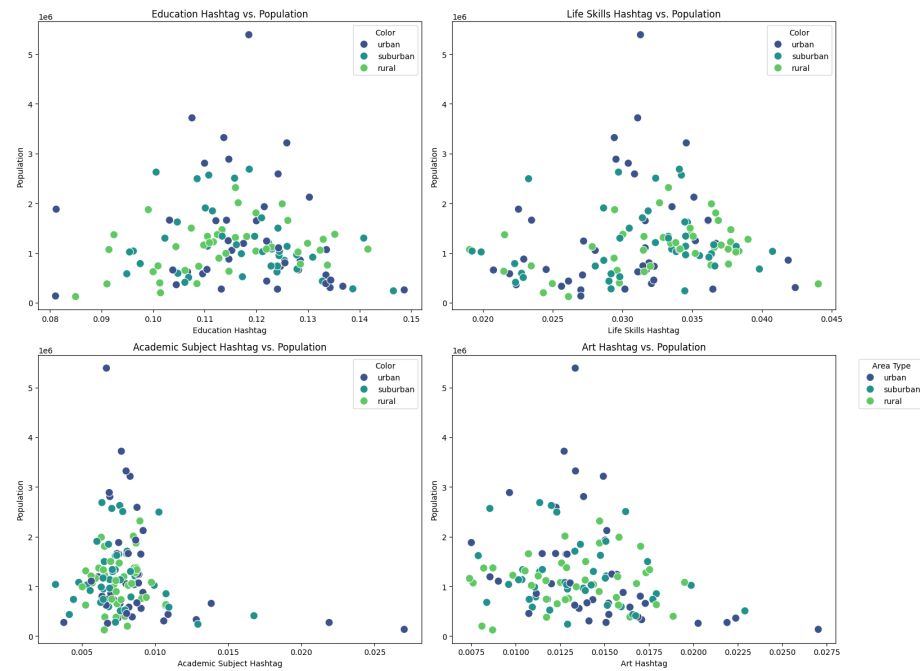 Education Hashtag vs. Population
1e6
Color
urban
suburban
rural
5
4
3
2
1
0
Population
0.08 0.09 0.10 0.11 0.12 0.13 0.14 0.15
Education Hashtag
Life Skills Hashtag vs. Population
1e6
Color
urban
suburban
rural
5
4
3
2
1
0
Population
0.020 0.025 0.030 0.035 0.040 0.045
Life Skills Hashtag
Academic Subject Hashtag vs. Population
1e6
Color
urban
suburban
rural
5
4
3
2
1
0
Population
0.005 0.010 0.015 0.020 0.025
Academic Subject Hashtag
Art Hashtag vs. Population
1e6
Area Type
urban
suburban
rural
5
4
3
2
1
0
Population
0.0075 0.0100 0.0125 0.0150 0.0175 0.0200 0.0225 0.0250 0.0275
Art Hashtag